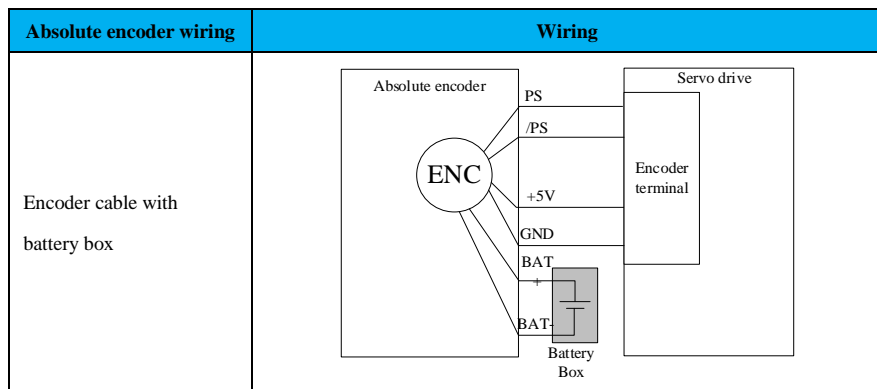 Absolute encoder wiring
Wiring
Encoder cable with
battery box
Absolute encoder
Servo drive
PS
/PS
ENC
Encoder
terminal
+5V
GND
BAT
+
BAT-
Battery
Box